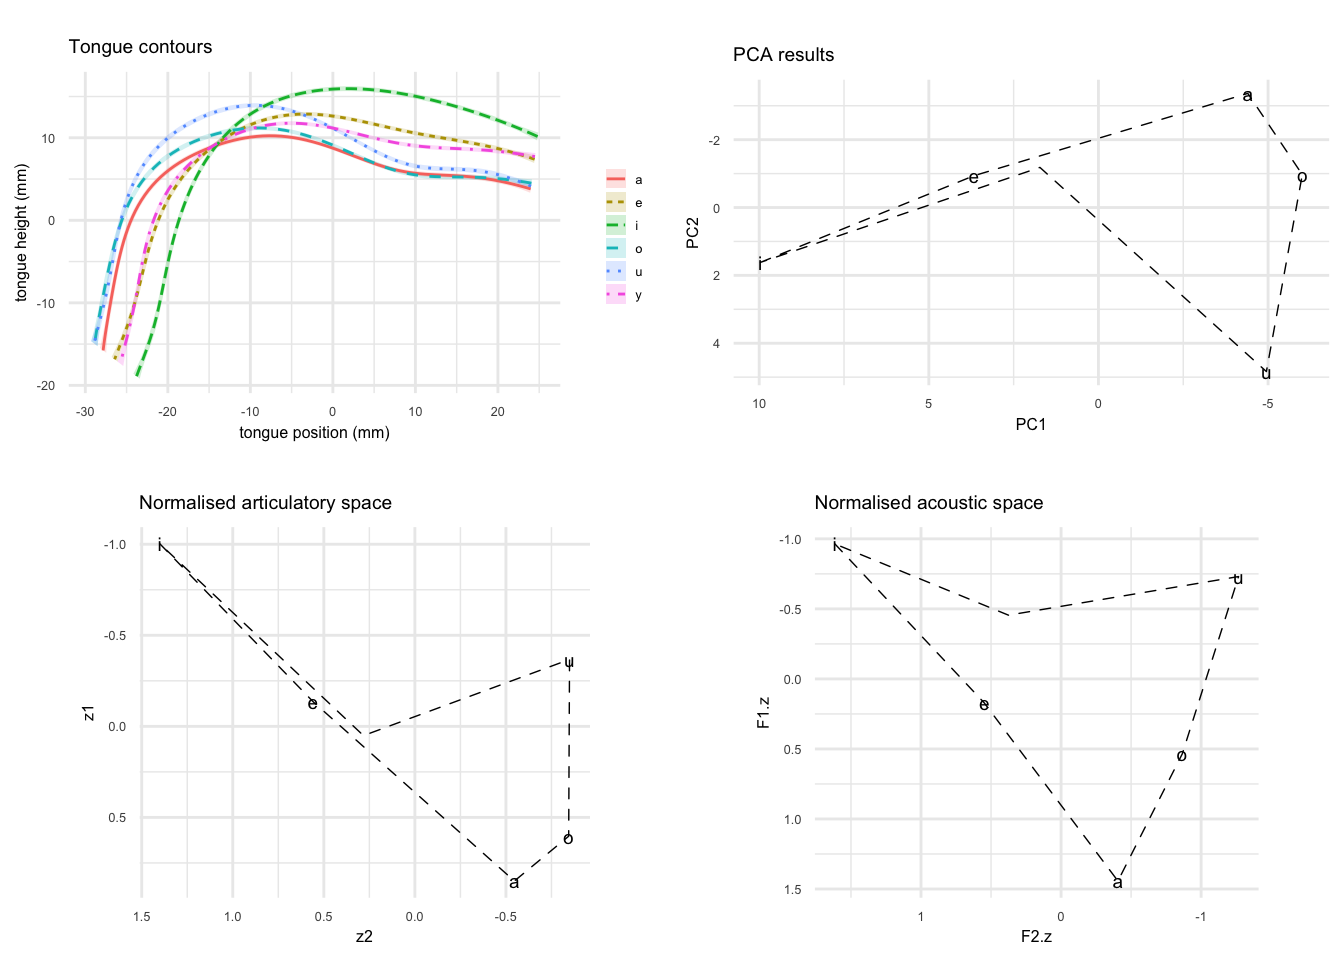 Tongue contours
tongue height (mm)
10
0
-10
-20
-30
-20
-10
0
10
20
tongue position (mm)
a
e
i
o
u
y
PCA results
PC2
-2
0
2
4
a
e
o
i
u
10
5
0
-5
PC1
Normalised articulatory space
z1
-1.0
-0.5
0.0
0.5
i
u
e
o
a
1.5
1.0
0.5
0.0
-0.5
z2
Normalised acoustic space
F1.z
-1.0
-0.5
0.0
0.5
1.0
1.5
i
u
e
o
a
1
0
-1
F2.z